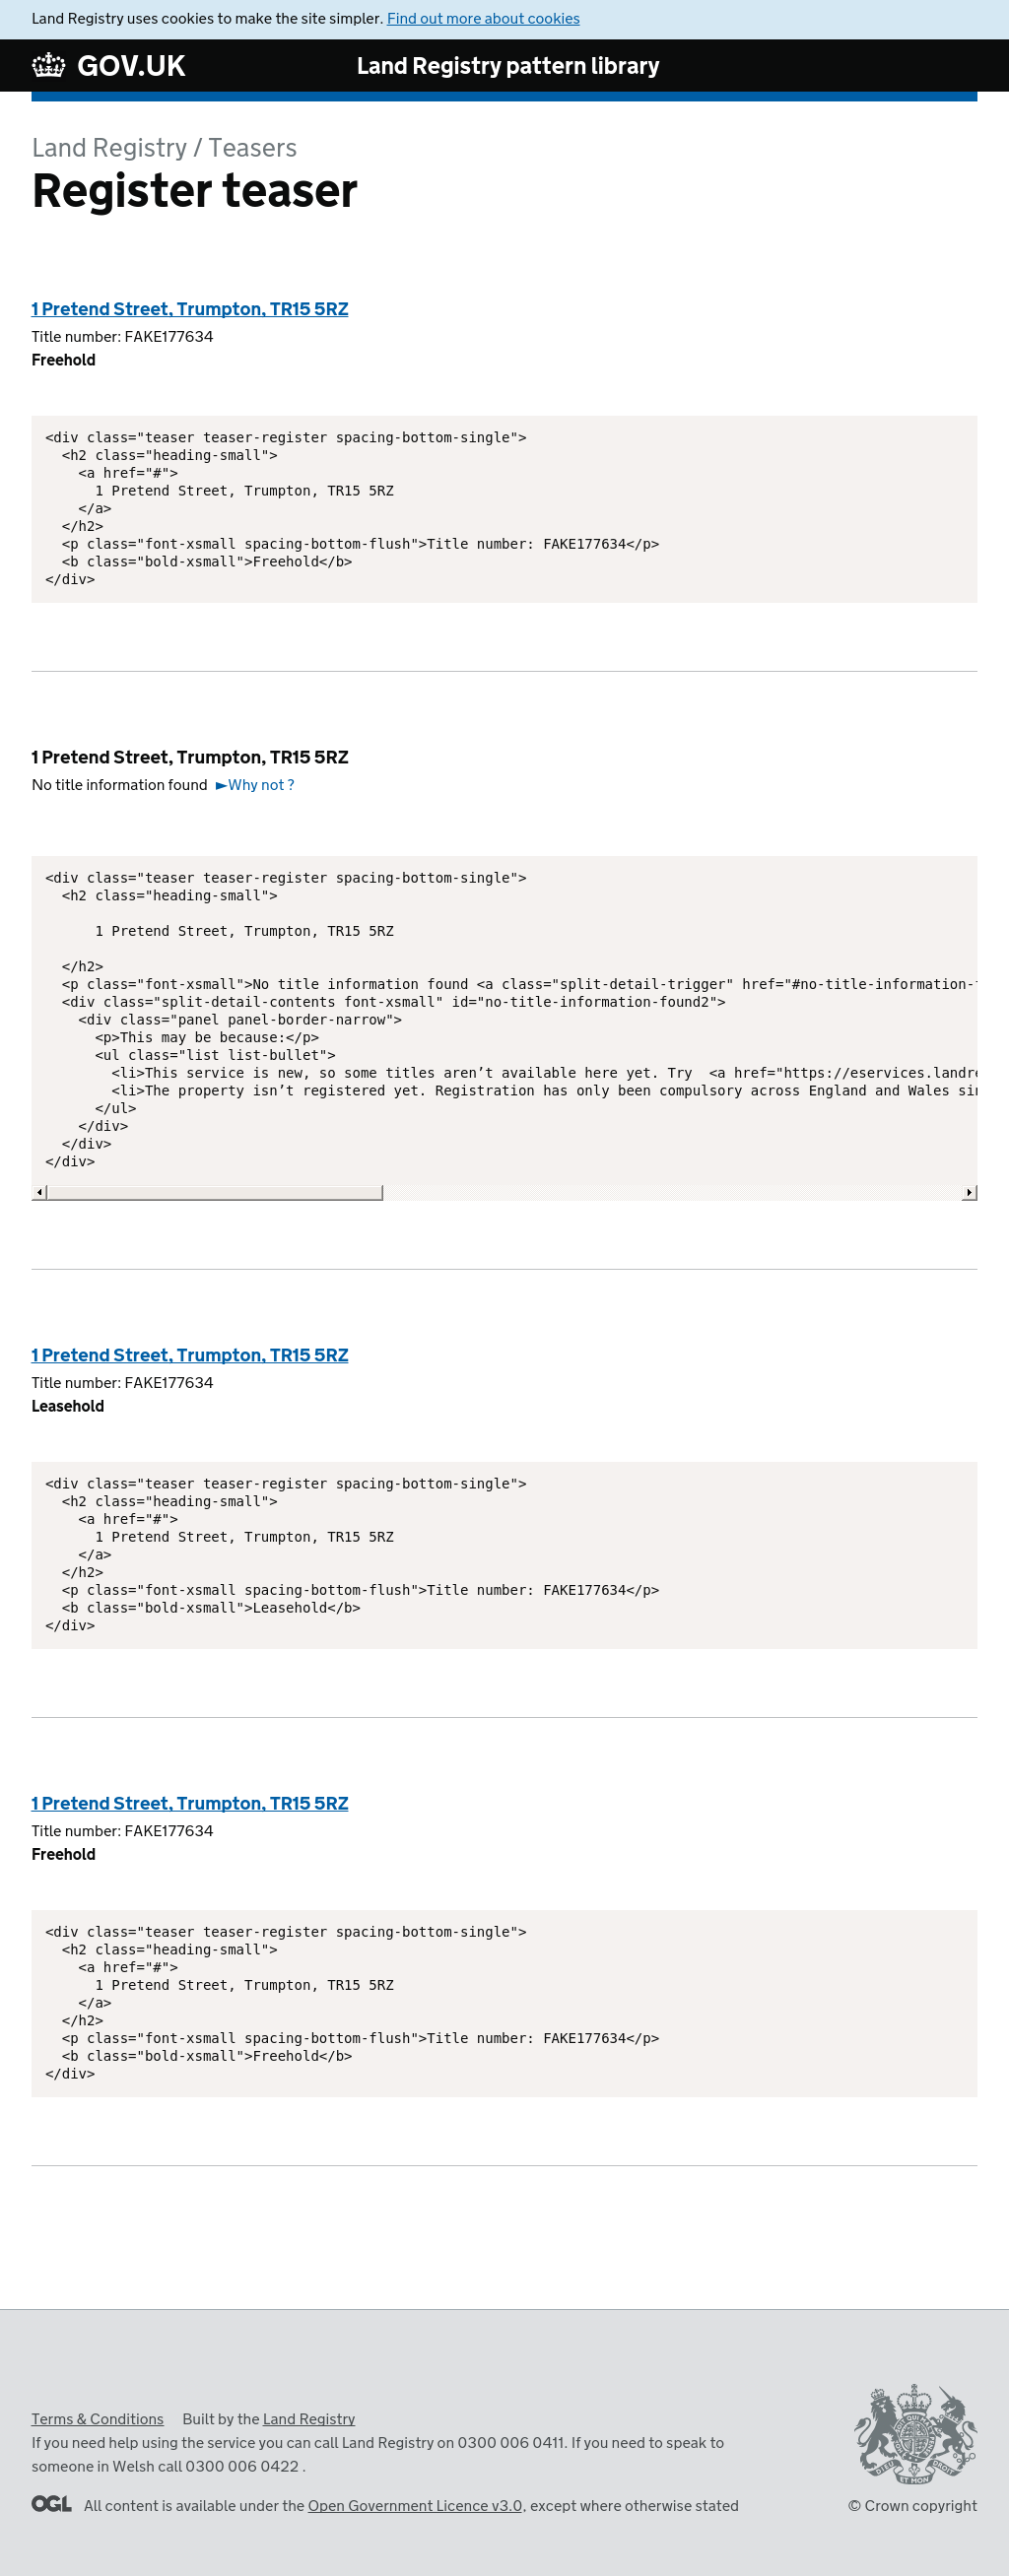 Land Registry uses cookies to make the site simpler. Find out more about cookies
GOV.UK
Land Registry pattern library
Land Registry / Teasers
Register teaser
1 Pretend Street, Trumpton, TR15 5RZ
Title number: FAKE177634
Freehold
<div class="teaser teaser-register spacing-bottom-single">
  <h2 class="heading-small">
    <a href="#">
      1 Pretend Street, Trumpton, TR15 5RZ
    </a>
  </h2>
  <p class="font-xsmall spacing-bottom-flush">Title number: FAKE177634</p>
  <b class="bold-xsmall">Freehold</b>
</div>
1 Pretend Street, Trumpton, TR15 5RZ
No title information found ►Why not ?
<div class="teaser teaser-register spacing-bottom-single">
  <h2 class="heading-small">
      1 Pretend Street, Trumpton, TR15 5RZ
  </h2>
  <p class="font-xsmall">No title information found <a class="split-detail-trigger" href="#no-title-information-
  <div class="split-detail-contents font-xsmall" id="no-title-information-found2">
    <div class="panel panel-border-narrow">
      <p>This may be because:</p>
      <ul class="list list-bullet">
        <li>This service is new, so some titles aren’t available here yet. Try  <a href="https://eservices.landre
        <li>The property isn’t registered yet. Registration has only been compulsory across England and Wales sin
      </ul>
    </div>
  </div>
</div>
1 Pretend Street, Trumpton, TR15 5RZ
Title number: FAKE177634
Leasehold
<div class="teaser teaser-register spacing-bottom-single">
  <h2 class="heading-small">
    <a href="#">
      1 Pretend Street, Trumpton, TR15 5RZ
    </a>
  </h2>
  <p class="font-xsmall spacing-bottom-flush">Title number: FAKE177634</p>
  <b class="bold-xsmall">Leasehold</b>
</div>
1 Pretend Street, Trumpton, TR15 5RZ
Title number: FAKE177634
Freehold
<div class="teaser teaser-register spacing-bottom-single">
  <h2 class="heading-small">
    <a href="#">
      1 Pretend Street, Trumpton, TR15 5RZ
    </a>
  </h2>
  <p class="font-xsmall spacing-bottom-flush">Title number: FAKE177634</p>
  <b class="bold-xsmall">Freehold</b>
</div>
Terms & Conditions Built by the Land Registry
If you need help using the service you can call Land Registry on 0300 006 0411. If you need to speak to
someone in Welsh call 0300 006 0422 .
OGL All content is available under the Open Government Licence v3.0, except where otherwise stated
DIEU ET MON DROIT
© Crown copyright